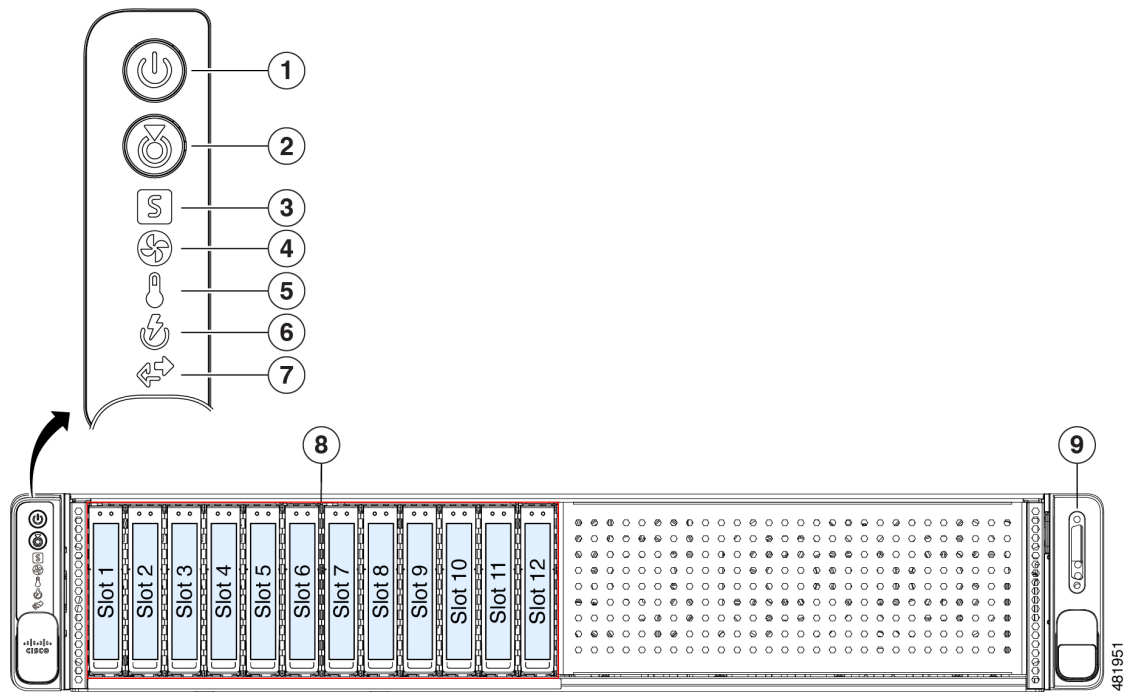 1
2
S
3
4
5
6
7
8
9
Slot 1
Slot 2
Slot 3
Slot 4
Slot 5
Slot 6
Slot 7
Slot 8
Slot 9
Slot 10
Slot 11
Slot 12
S
CISCO
481951